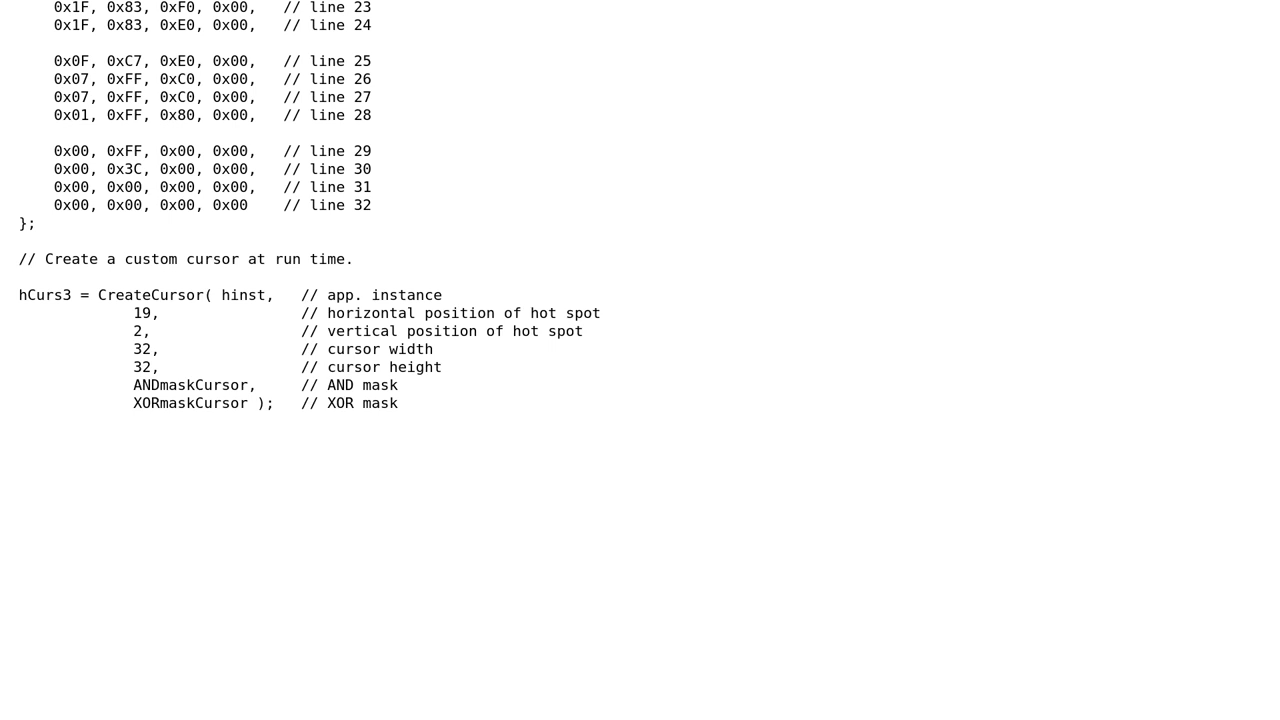 0x1F, 0x83, 0xF0, 0x00,   // line 23
    0x1F, 0x83, 0xE0, 0x00,   // line 24

    0x0F, 0xC7, 0xE0, 0x00,   // line 25
    0x07, 0xFF, 0xC0, 0x00,   // line 26
    0x07, 0xFF, 0xC0, 0x00,   // line 27
    0x01, 0xFF, 0x80, 0x00,   // line 28

    0x00, 0xFF, 0x00, 0x00,   // line 29
    0x00, 0x3C, 0x00, 0x00,   // line 30
    0x00, 0x00, 0x00, 0x00,   // line 31
    0x00, 0x00, 0x00, 0x00    // line 32
};

// Create a custom cursor at run time.

hCurs3 = CreateCursor( hinst,   // app. instance
             19,                // horizontal position of hot spot
             2,                 // vertical position of hot spot
             32,                // cursor width
             32,                // cursor height
             ANDmaskCursor,     // AND mask
             XORmaskCursor );   // XOR mask